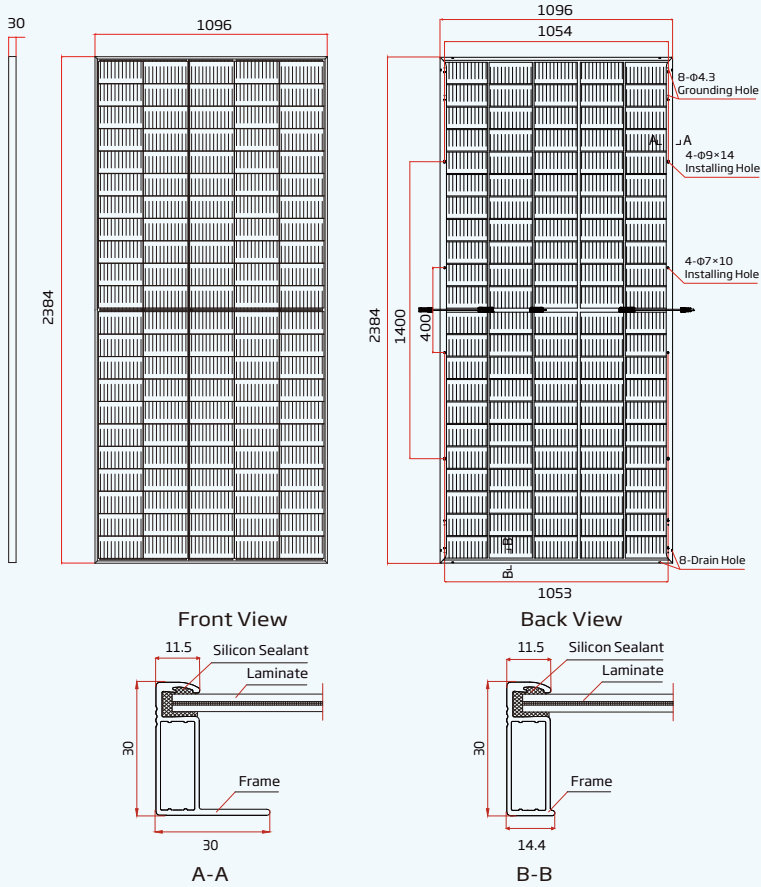 30
1096
2384
1096
1054
8-Φ4.3
Grounding Hole
A
A
4-Φ9×14
Installing Hole
4-Φ7×10
Installing Hole
2384
1400
400
B
B
8-Drain Hole
1053
Front View
Back View
11.5
Silicon Sealant
Laminate
30
Frame
30
A-A
11.5
Silicon Sealant
Laminate
30
Frame
14.4
B-B